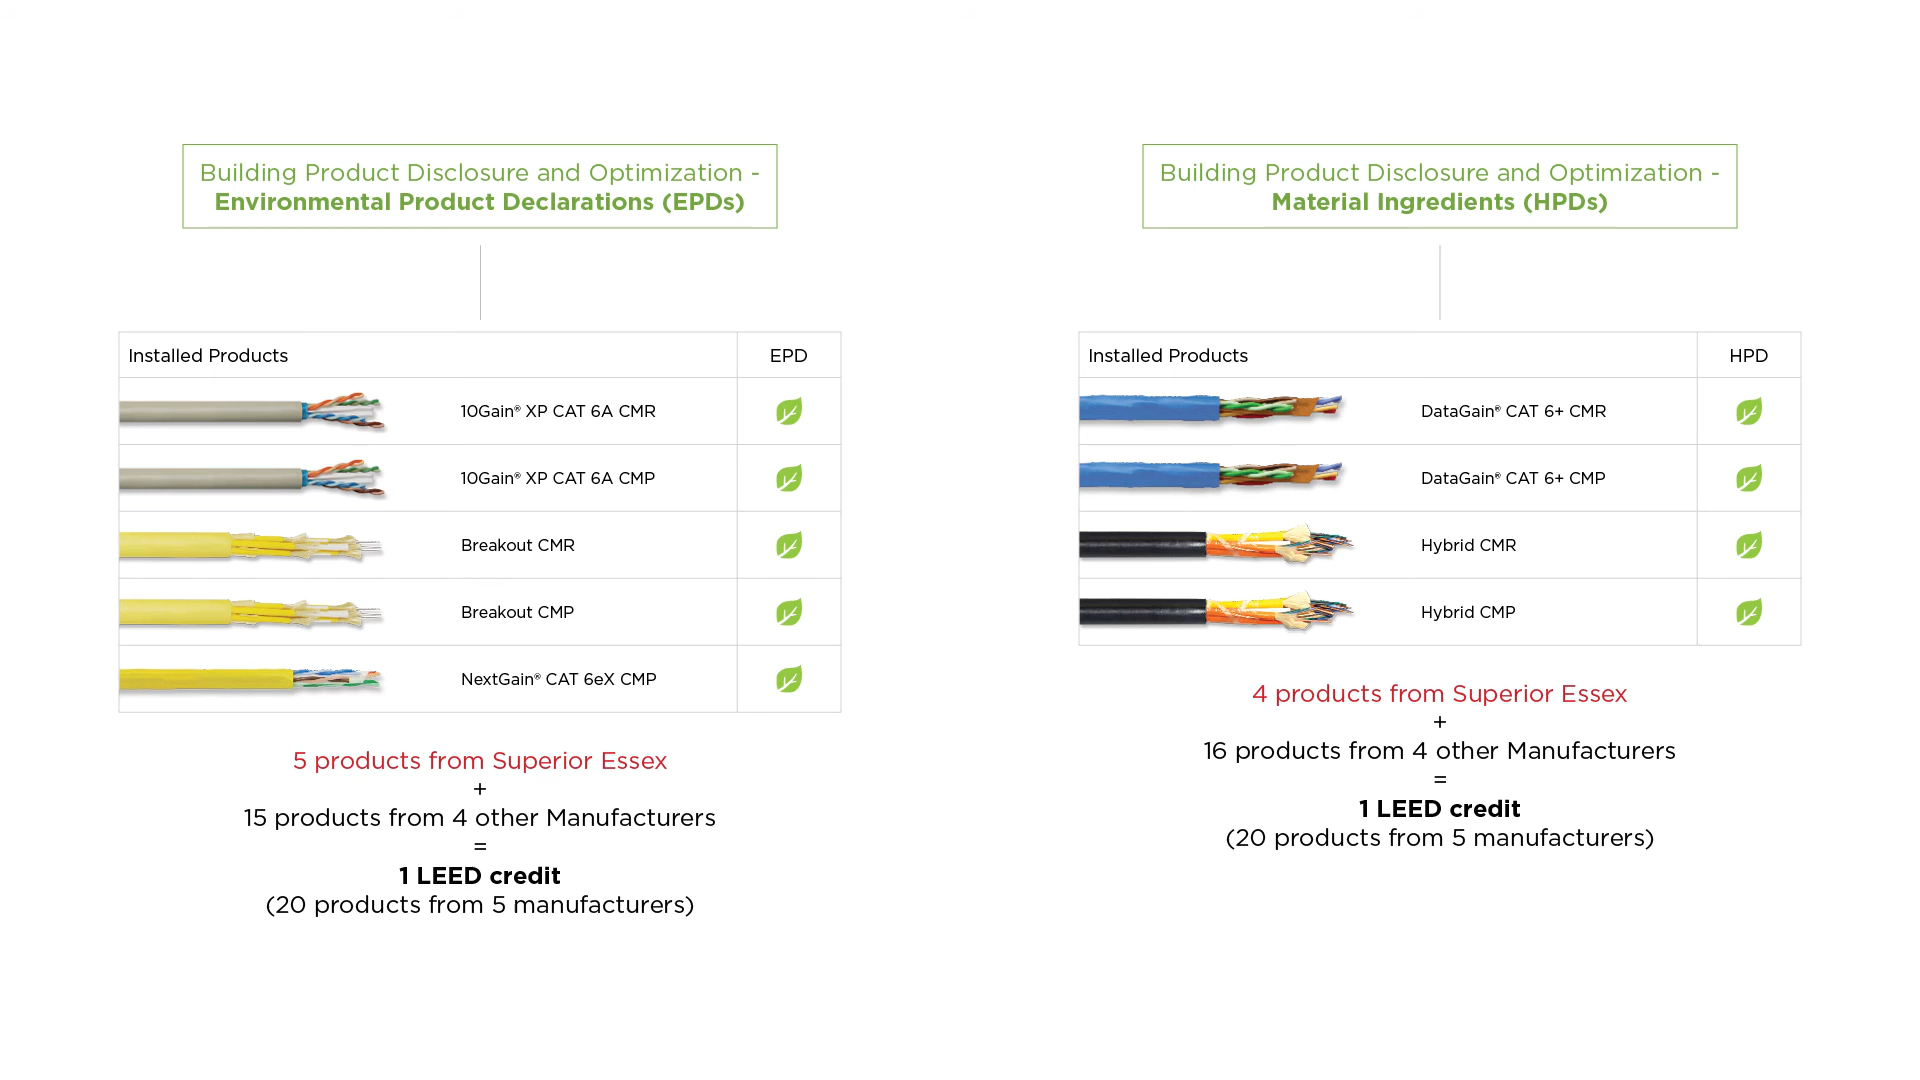 Building Product Disclosure and Optimization -
Environmental Product Declarations (EPDs)
Installed Products
EPD
10Gain® XP CAT 6A CMR
10Gain® XP CAT 6A CMP
Breakout CMR
Breakout CMP
NextGain® CAT 6eX CMP
5 products from Superior Essex
+
15 products from 4 other Manufacturers
=
1 LEED credit
(20 products from 5 manufacturers)
Building Product Disclosure and Optimization -
Material Ingredients (HPDs)
Installed Products
HPD
DataGain® CAT 6+ CMR
DataGain® CAT 6+ CMP
Hybrid CMR
Hybrid CMP
4 products from Superior Essex
+
16 products from 4 other Manufacturers
=
1 LEED credit
(20 products from 5 manufacturers)